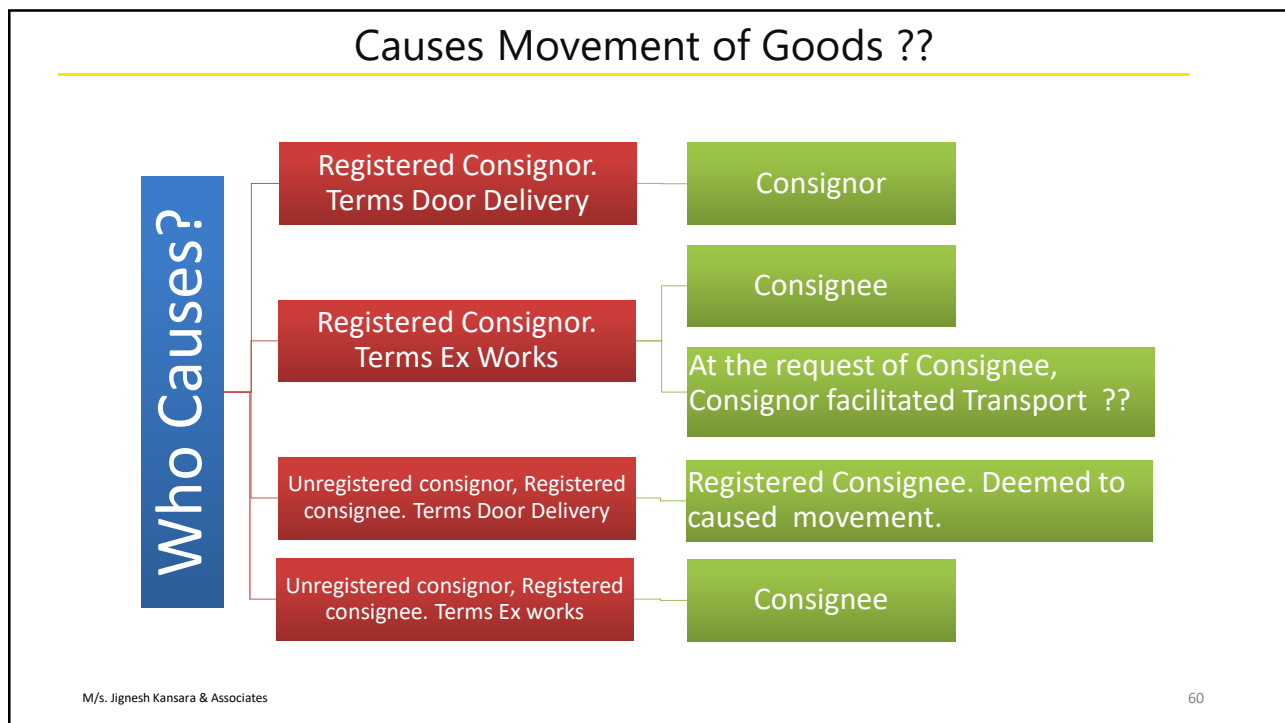 Causes Movement of Goods ??
Who Causes?
Registered Consignor.
Terms Door Delivery
Consignor
Registered Consignor.
Terms Ex Works
Consignee
At the request of Consignee,
Consignor facilitated Transport ??
Unregistered consignor, Registered
consignee. Terms Door Delivery
Registered Consignee. Deemed to
caused movement.
Unregistered consignor, Registered
consignee. Terms Ex works
Consignee
M/s. Jignesh Kansara & Associates
60